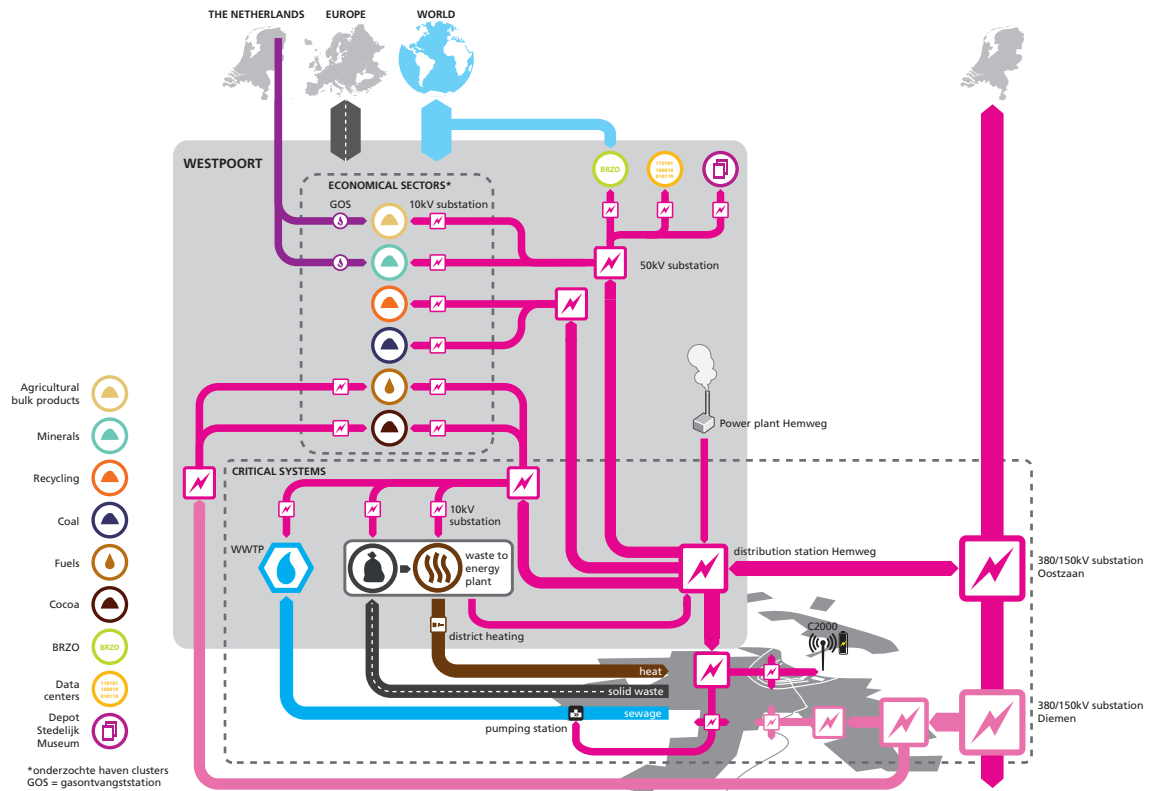 THE NETHERLANDS
EUROPE
WORLD
WESTPOORT
ECONOMICAL SECTORS*
GOS
10kV substation
BRZO
110101
100010
010110
50kV substation
Power plant Hemweg
Agricultural
bulk products
Minerals
Recycling
Coal
Fuels
Cocoa
BRZO
BRZO
Data
centers
110101
100010
010110
Depot
Stedelijk
Museum
*onderzochte haven clusters
GOS = gasontvangststation
CRITICAL SYSTEMS
10kV
substation
WWTP
waste to
energy
plant
distribution station Hemweg
380/150kV substation
Oostzaan
district heating
C2000
heat
solid waste
sewage
pumping station
380/150kV substation
Diemen